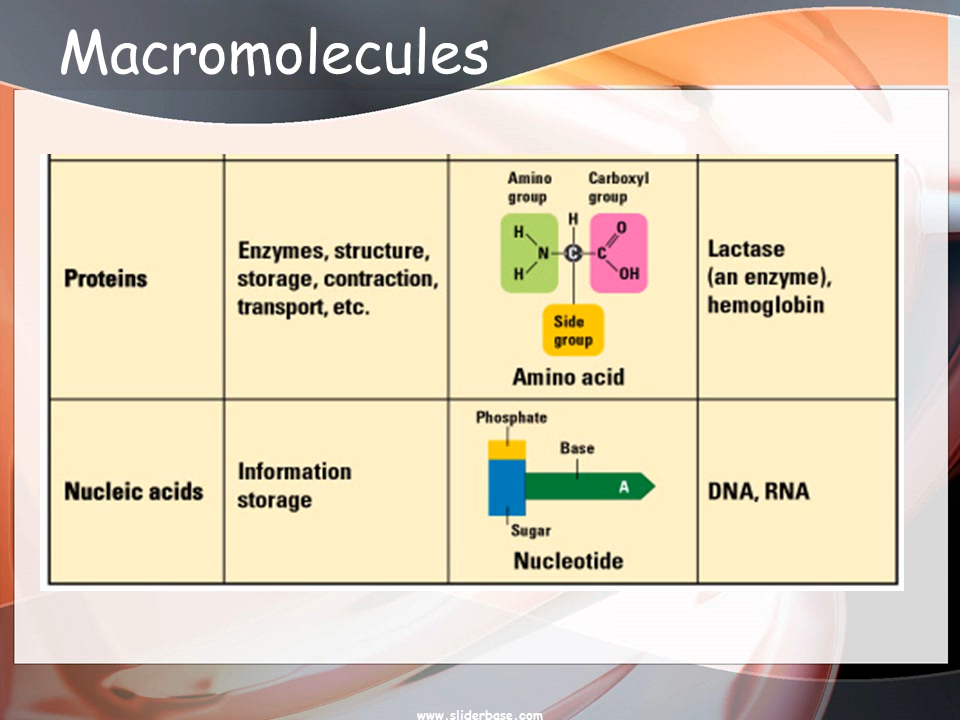 Macromolecules
Proteins
Enzymes, structure,
storage, contraction,
transport, etc.
Amino
group
Carboxyl
group
H
H
O
N
C
C
H
OH
Side
group
Amino acid
Lactase
(an enzyme),
hemoglobin
Nucleic acids
Information
storage
Phosphate
Base
A
Sugar
Nucleotide
DNA, RNA
www.sliderbase.com